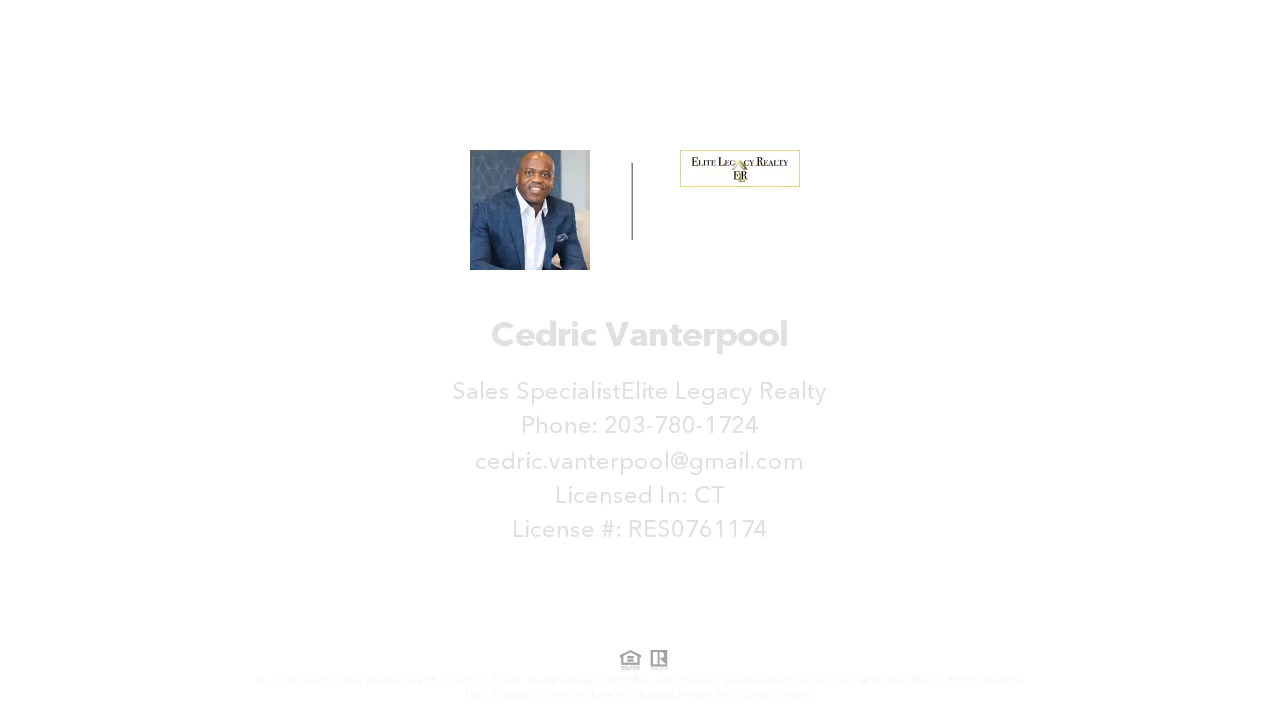 Elite Legacy Realty
ELR
Cedric Vanterpool
Sales SpecialistElite Legacy Realty
Phone: 203-780-1724
cedric.vanterpool@gmail.com
Licensed In: CT
License #: RES0761174